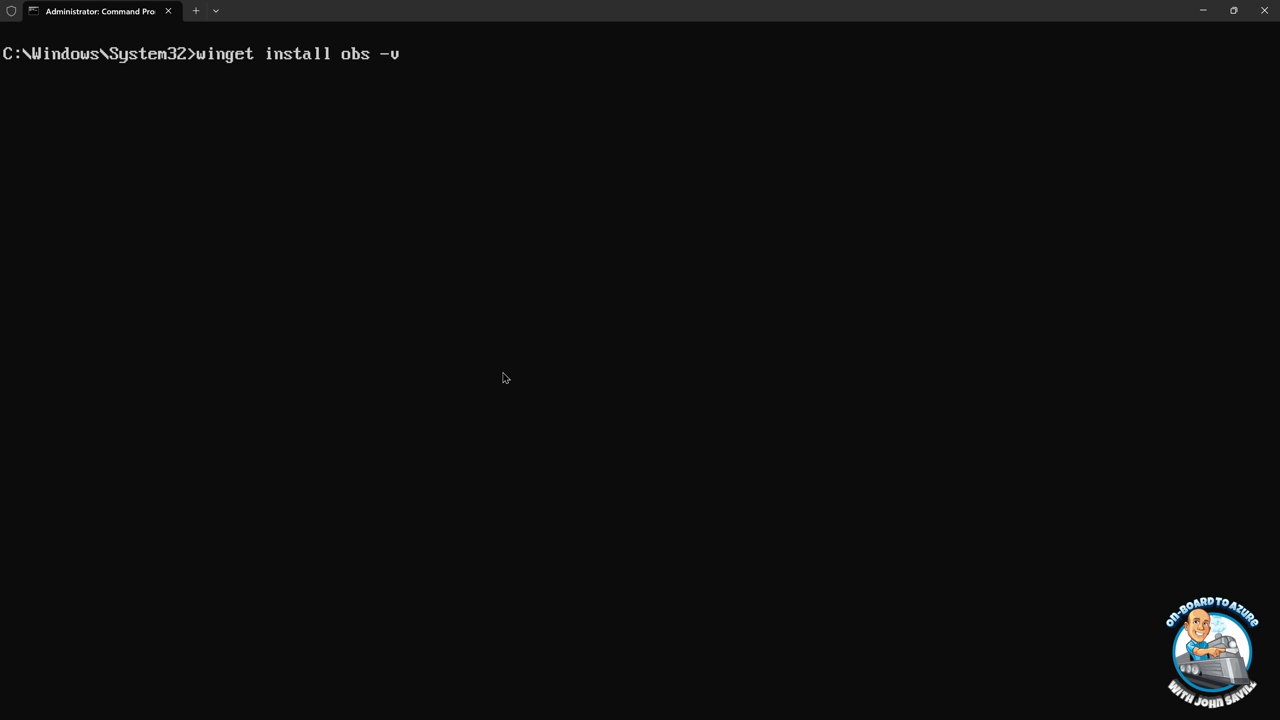 Administrator: Command Pro
C:\Windows\System32>winget install obs -v
ON-BOARD TO AZURE
WITH JOHN SAVILL